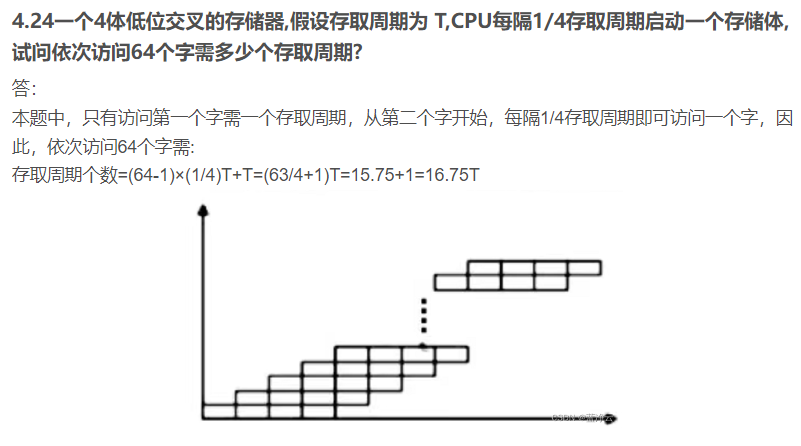 4.24一个4体低位交叉的存储器,假设存取周期为 T,CPU每隔1/4存取周期启动一个存储体,
试问依次访问64个字需多少个存取周期?
答：
本题中，只有访问第一个字需一个存取周期，从第二个字开始，每隔1/4存取周期即可访问一个字，因
此，依次访问64个字需:
存取周期个数=(64-1)×(1/4)T+T=(63/4+1)T=15.75+1=16.75T